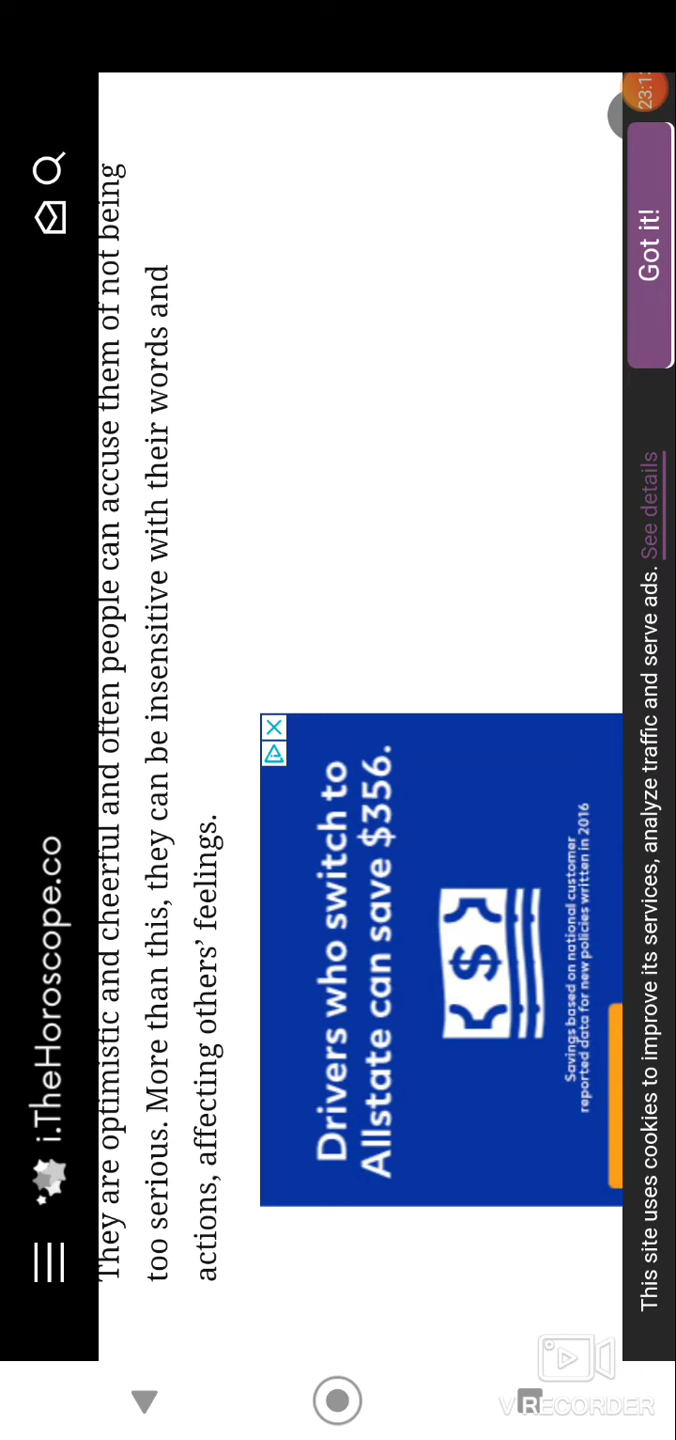 i.TheHoroscope.co
They are optimistic and cheerful and often people can accuse them of not being
too serious. More than this, they can be insensitive with their words and
actions, affecting others’ feelings.
Drivers who switch to
Allstate can save $356.
$
Savings based on national customer
reported data for new policies written in 2016
This site uses cookies to improve its services, analyze traffic and serve ads. See details
Got it!
VRECORDER